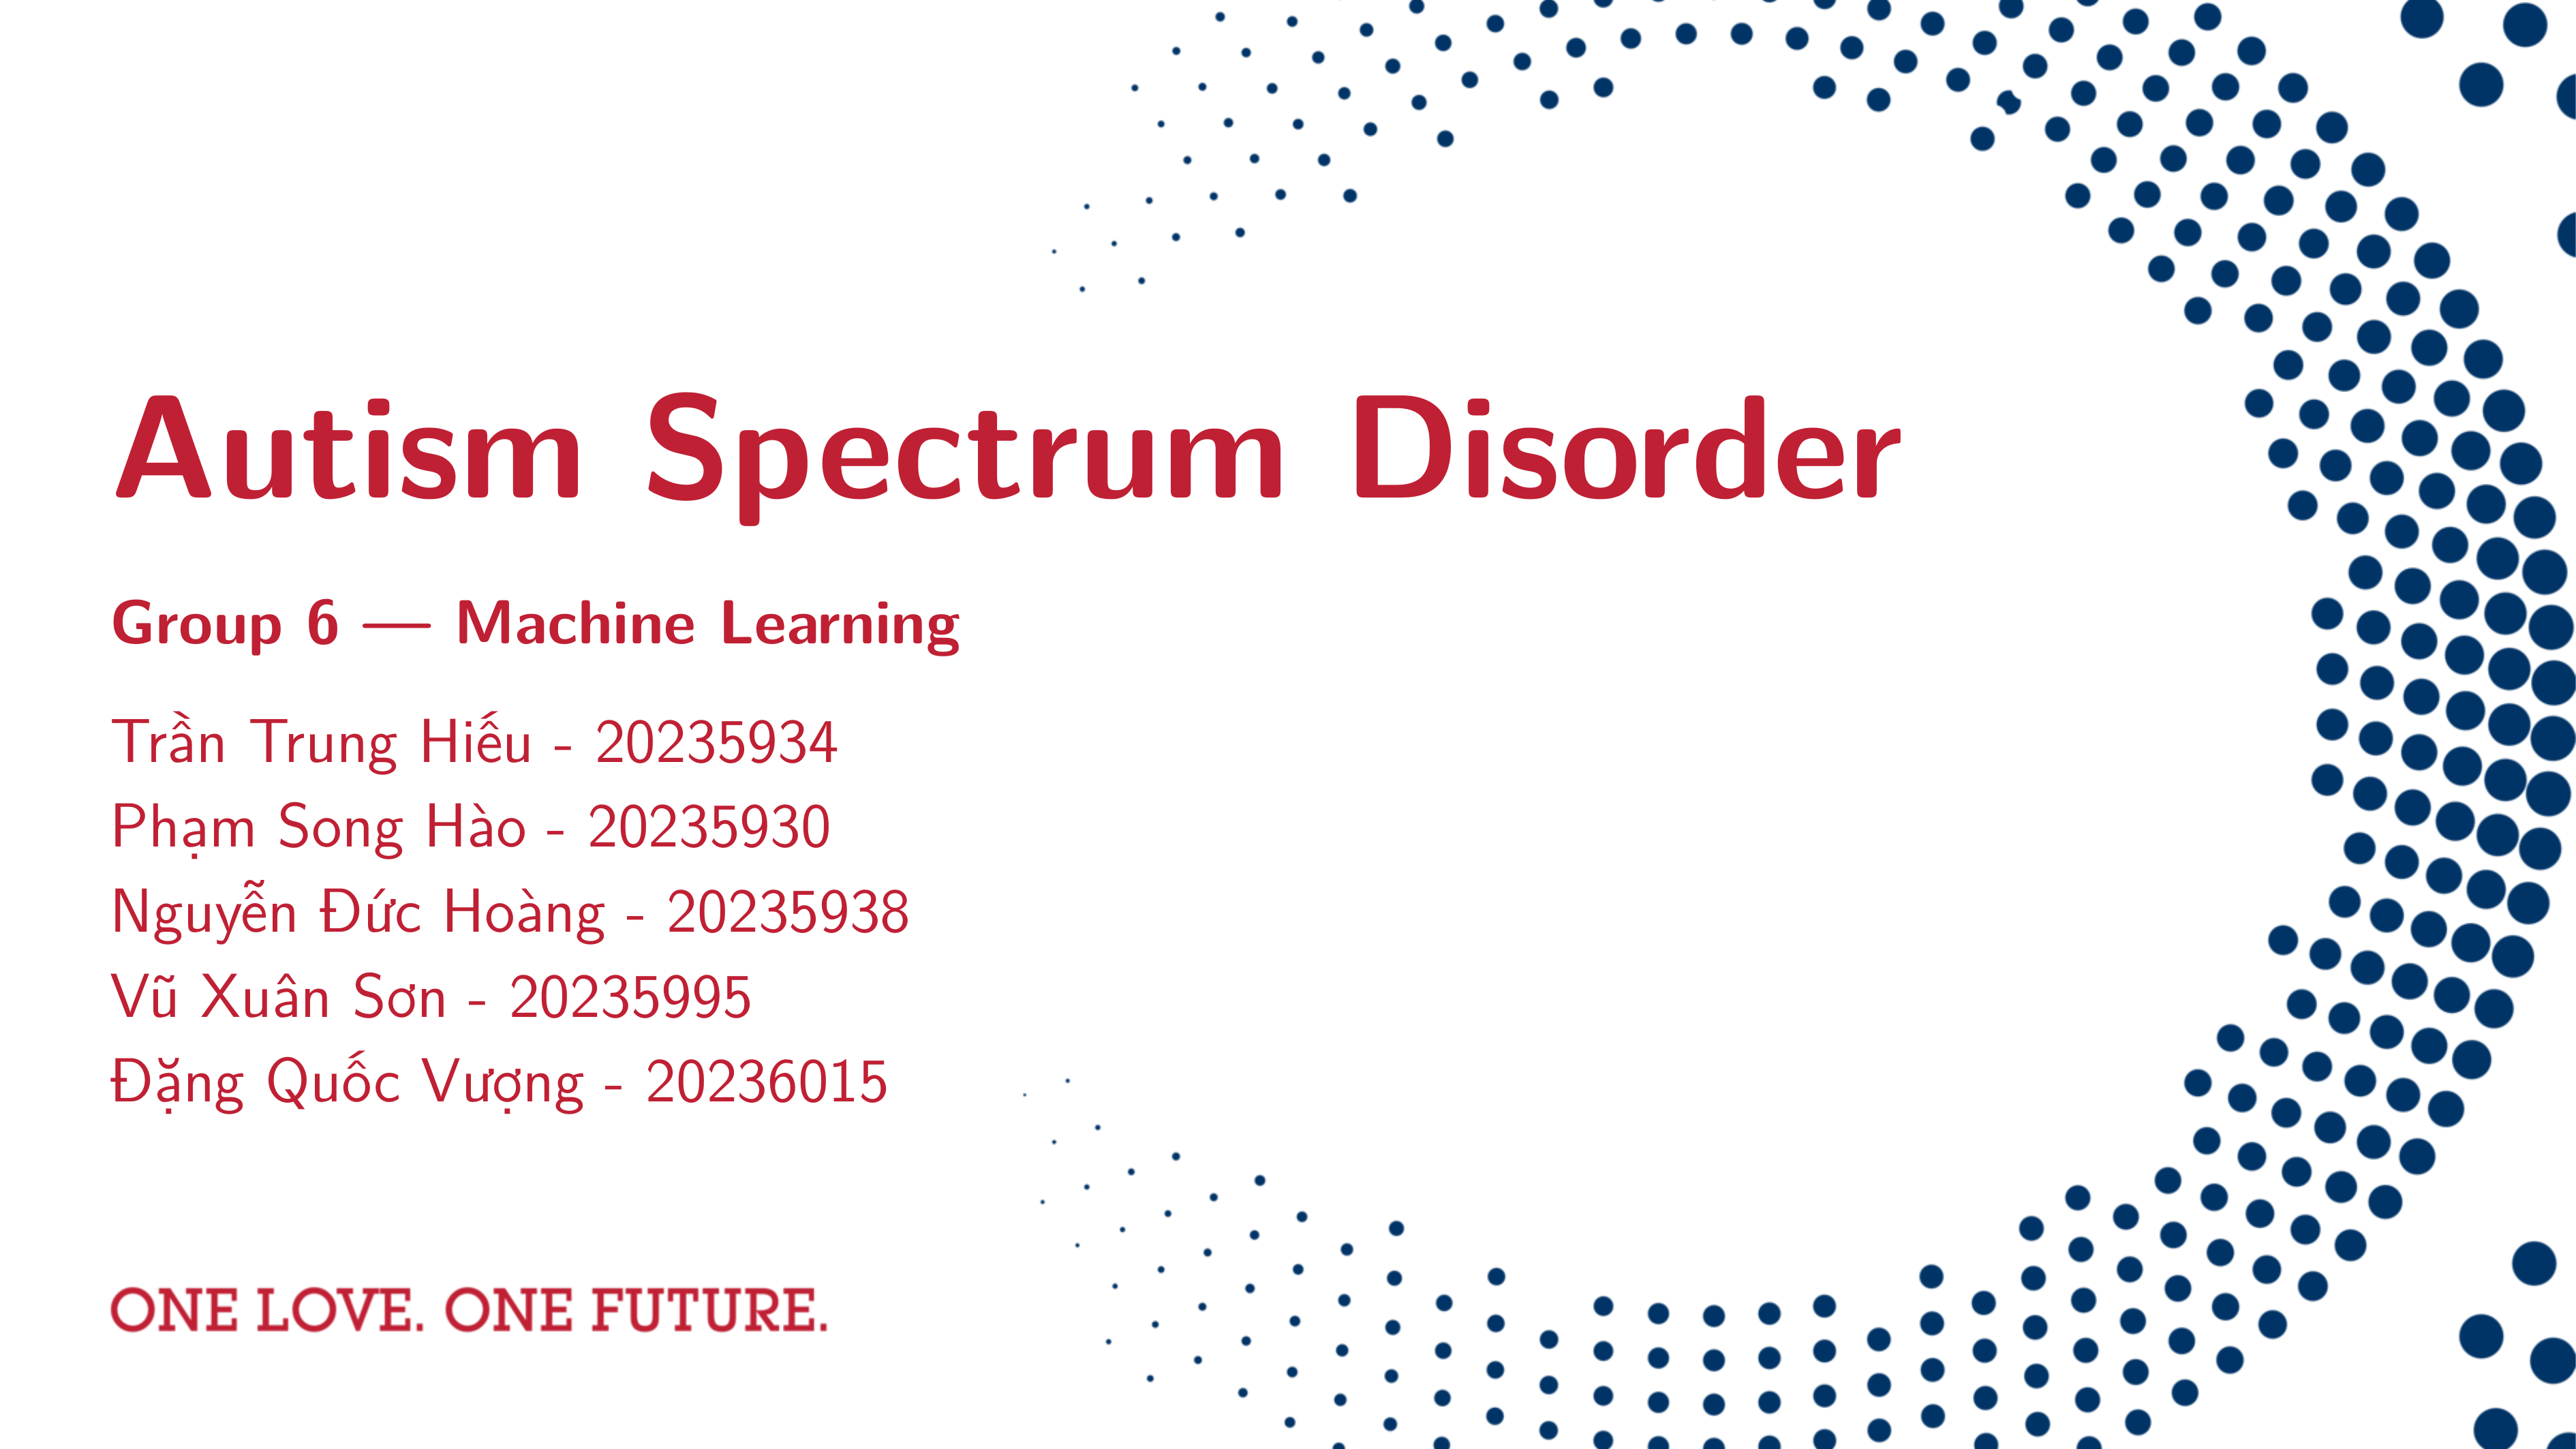 Autism Spectrum Disorder
Group 6 — Machine Learning
Trần Trung Hiếu - 20235934
Phạm Song Hào - 20235930
Nguyễn Đức Hoàng - 20235938
Vũ Xuân Sơn - 20235995
Đặng Quốc Vượng - 20236015
ONE LOVE. ONE FUTURE.